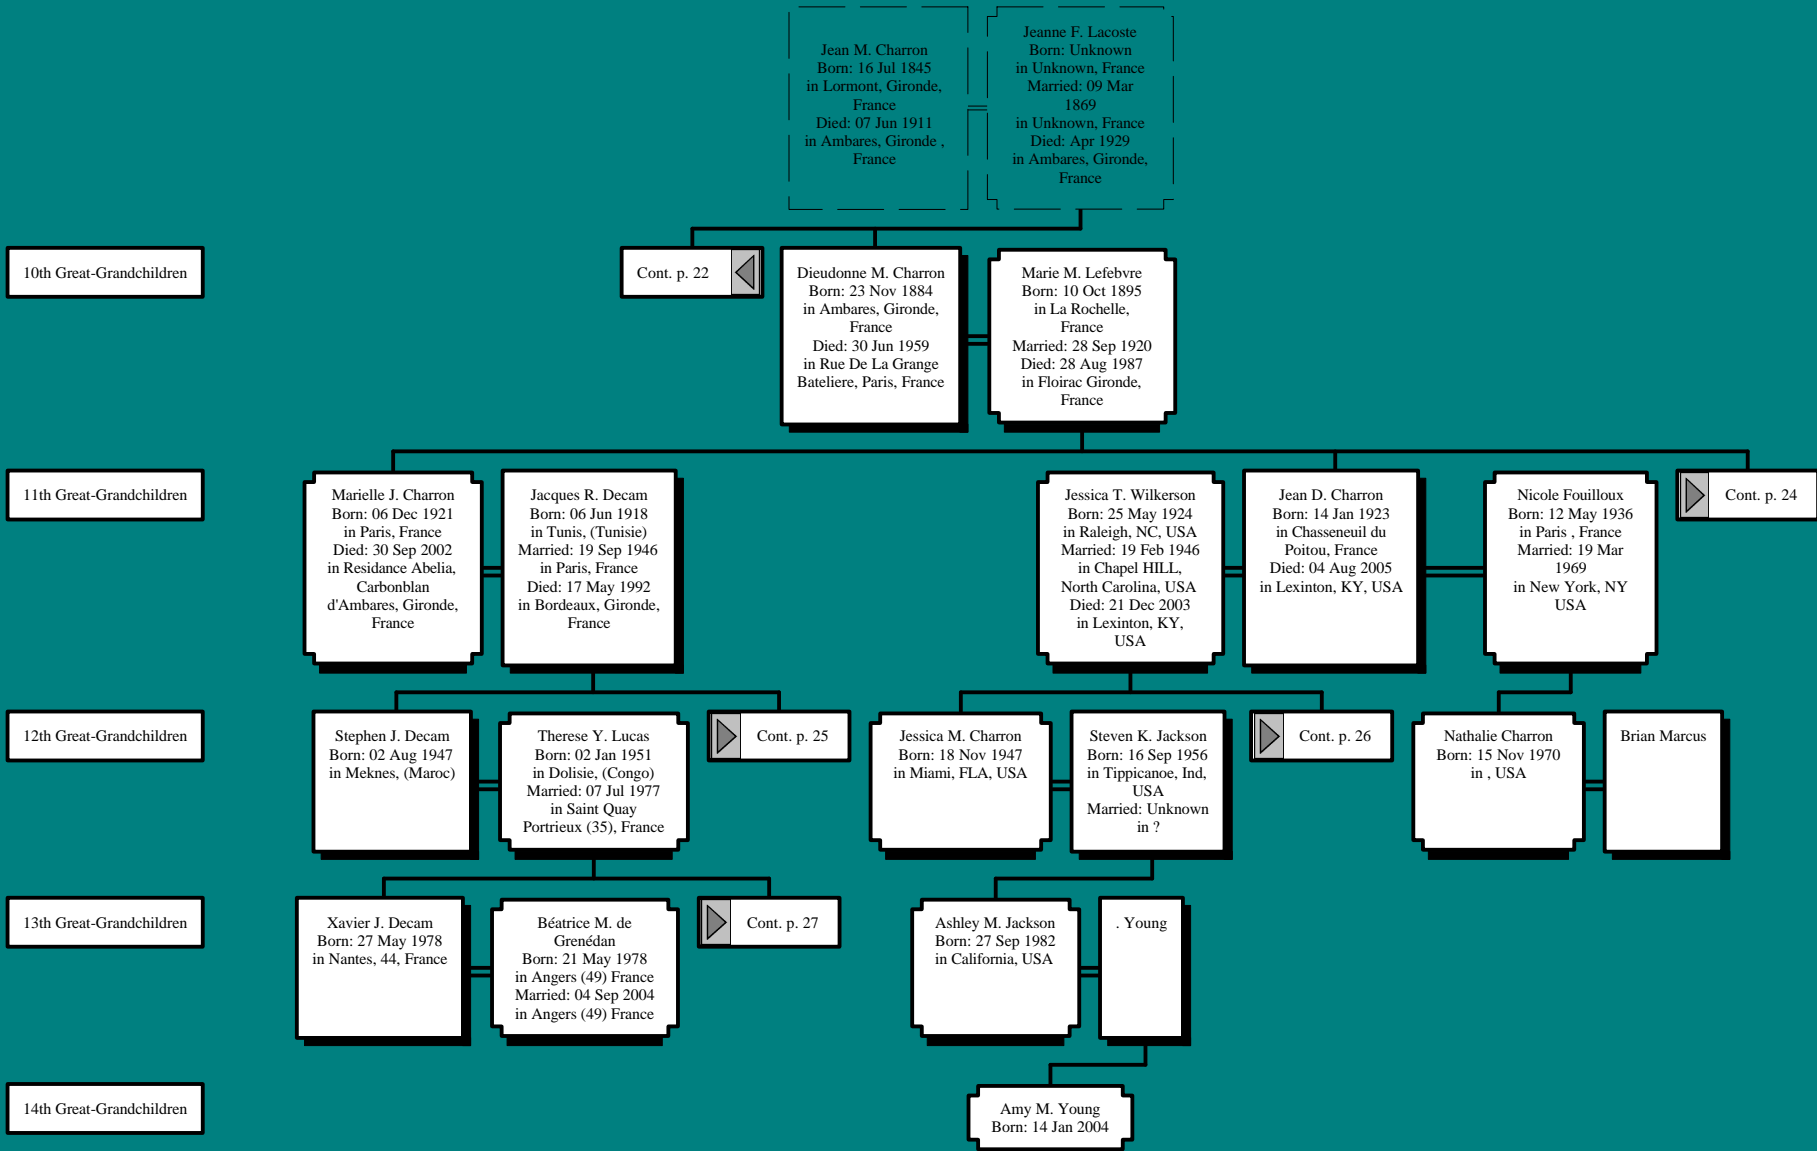 Jean M. Charron
Born: 16 Jul 1845
in Lormont, Gironde,
France
Died: 07 Jun 1911
in Ambares, Gironde ,
France
Jeanne F. Lacoste
Born: Unknown
in Unknown, France
Married: 09 Mar
1869
in Unknown, France
Died: Apr 1929
in Ambares, Gironde,
France
10th Great-Grandchildren
Cont. p. 22
Dieudonne M. Charron
Born: 23 Nov 1884
in Ambares, Gironde,
France
Died: 30 Jun 1959
in Rue De La Grange
Bateliere, Paris, France
Marie M. Lefebvre
Born: 10 Oct 1895
in La Rochelle,
France
Married: 28 Sep 1920
Died: 28 Aug 1987
in Floirac Gironde,
France
11th Great-Grandchildren
Marielle J. Charron
Born: 06 Dec 1921
in Paris, France
Died: 30 Sep 2002
in Residance Abelia,
Carbonblan
d'Ambares, Gironde,
France
Jacques R. Decam
Born: 06 Jun 1918
in Tunis, (Tunisie)
Married: 19 Sep 1946
in Paris, France
Died: 17 May 1992
in Bordeaux, Gironde,
France
Jessica T. Wilkerson
Born: 25 May 1924
in Raleigh, NC, USA
Married: 19 Feb 1946
in Chapel HILL,
North Carolina, USA
Died: 21 Dec 2003
in Lexinton, KY,
USA
Jean D. Charron
Born: 14 Jan 1923
in Chasseneuil du
Poitou, France
Died: 04 Aug 2005
in Lexinton, KY, USA
Nicole Fouilloux
Born: 12 May 1936
in Paris , France
Married: 19 Mar
1969
in New York, NY
USA
Cont. p. 24
12th Great-Grandchildren
Stephen J. Decam
Born: 02 Aug 1947
in Meknes, (Maroc)
Therese Y. Lucas
Born: 02 Jan 1951
in Dolisie, (Congo)
Married: 07 Jul 1977
in Saint Quay
Portrieux (35), France
Cont. p. 25
Jessica M. Charron
Born: 18 Nov 1947
in Miami, FLA, USA
Steven K. Jackson
Born: 16 Sep 1956
in Tippicanoe, Ind,
USA
Married: Unknown
in ?
Cont. p. 26
Nathalie Charron
Born: 15 Nov 1970
in , USA
Brian Marcus
13th Great-Grandchildren
Xavier J. Decam
Born: 27 May 1978
in Nantes, 44, France
Béatrice M. de
Grenédan
Born: 21 May 1978
in Angers (49) France
Married: 04 Sep 2004
in Angers (49) France
Cont. p. 27
Ashley M. Jackson
Born: 27 Sep 1982
in California, USA
. Young
14th Great-Grandchildren
Amy M. Young
Born: 14 Jan 2004